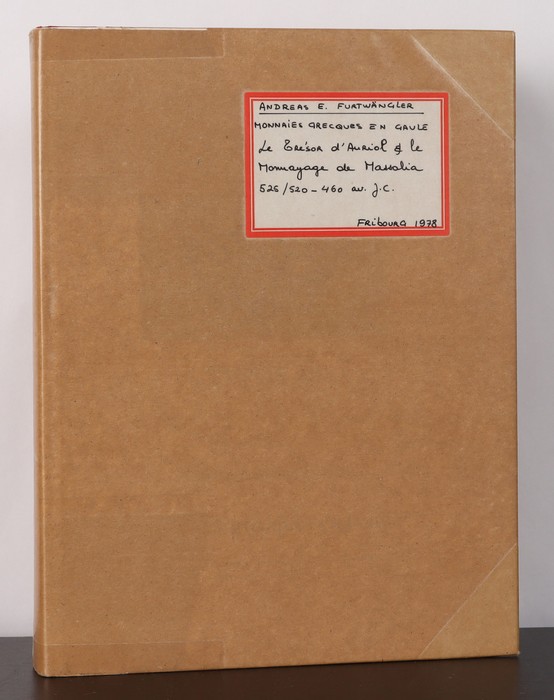 ANDREAS E. FURTWÄNGLER
MONNAIES GRECQUES EN GAULE
Le Trésor d'Auriol & le
Monnayage de Massalia
525/520-460 av. J.C.
FRIBOURG 1978